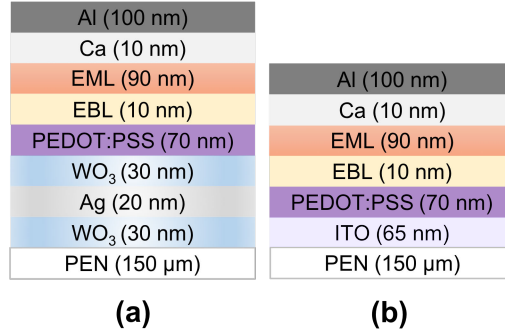 Al (100 nm)
Ca (10 nm)
EML (90 nm)
EBL (10 nm)
PEDOT:PSS (70 nm)
WO₃ (30 nm)
Ag (20 nm)
WO₃ (30 nm)
PEN (150 µm)
(a)
Al (100 nm)
Ca (10 nm)
EML (90 nm)
EBL (10 nm)
PEDOT:PSS (70 nm)
ITO (65 nm)
PEN (150 µm)
(b)